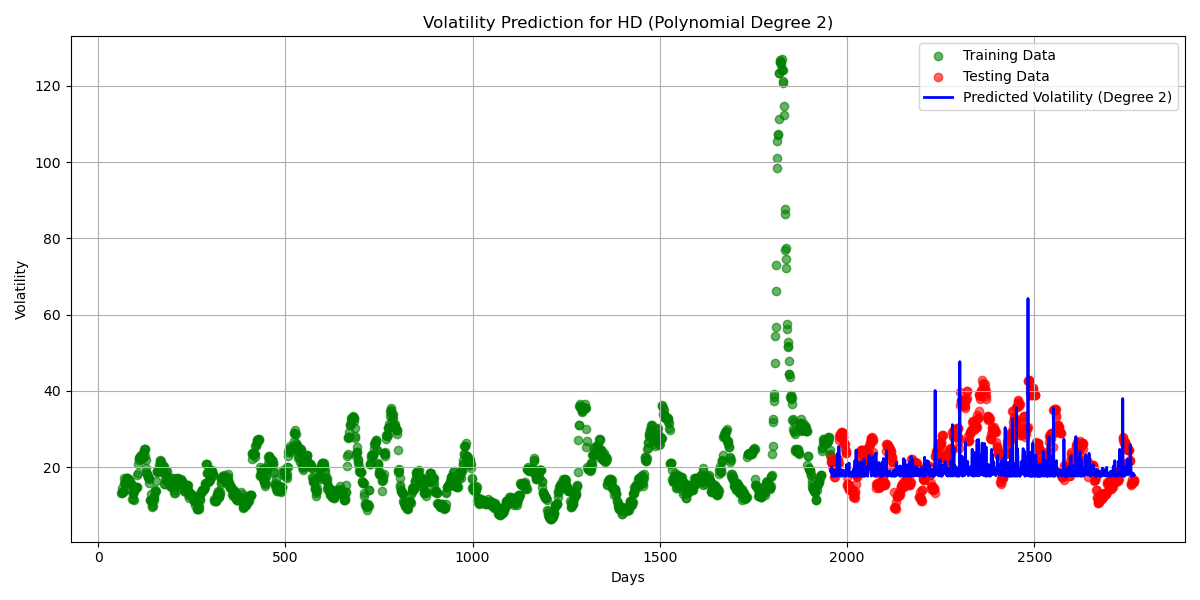 Volatility Prediction for HD (Polynomial Degree 2)
Training Data
Testing Data
Predicted Volatility (Degree 2)
Volatility
120
100
80
60
40
20
0
500
1000
1500
2000
2500
Days